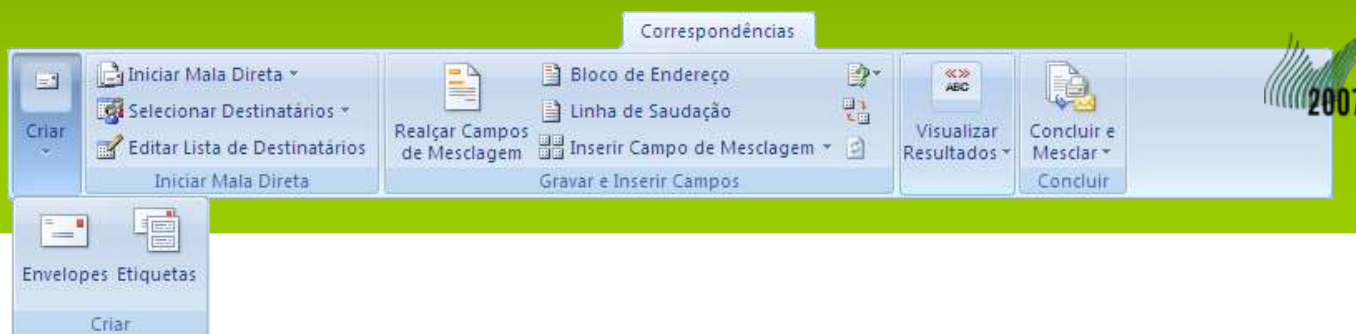 Correspondências
Criar
Iniciar Mala Direta
Selecionar Destinatários
Editar Lista de Destinatários
Iniciar Mala Direta
Realçar Campos
de Mesclagem
Bloco de Endereço
Linha de Saudação
Inserir Campo de Mesclagem
Gravar e Inserir Campos
«»
ABC
Visualizar
Resultados
Concluir e
Mesclar
Concluir
2007
Envelopes Etiquetas
Criar